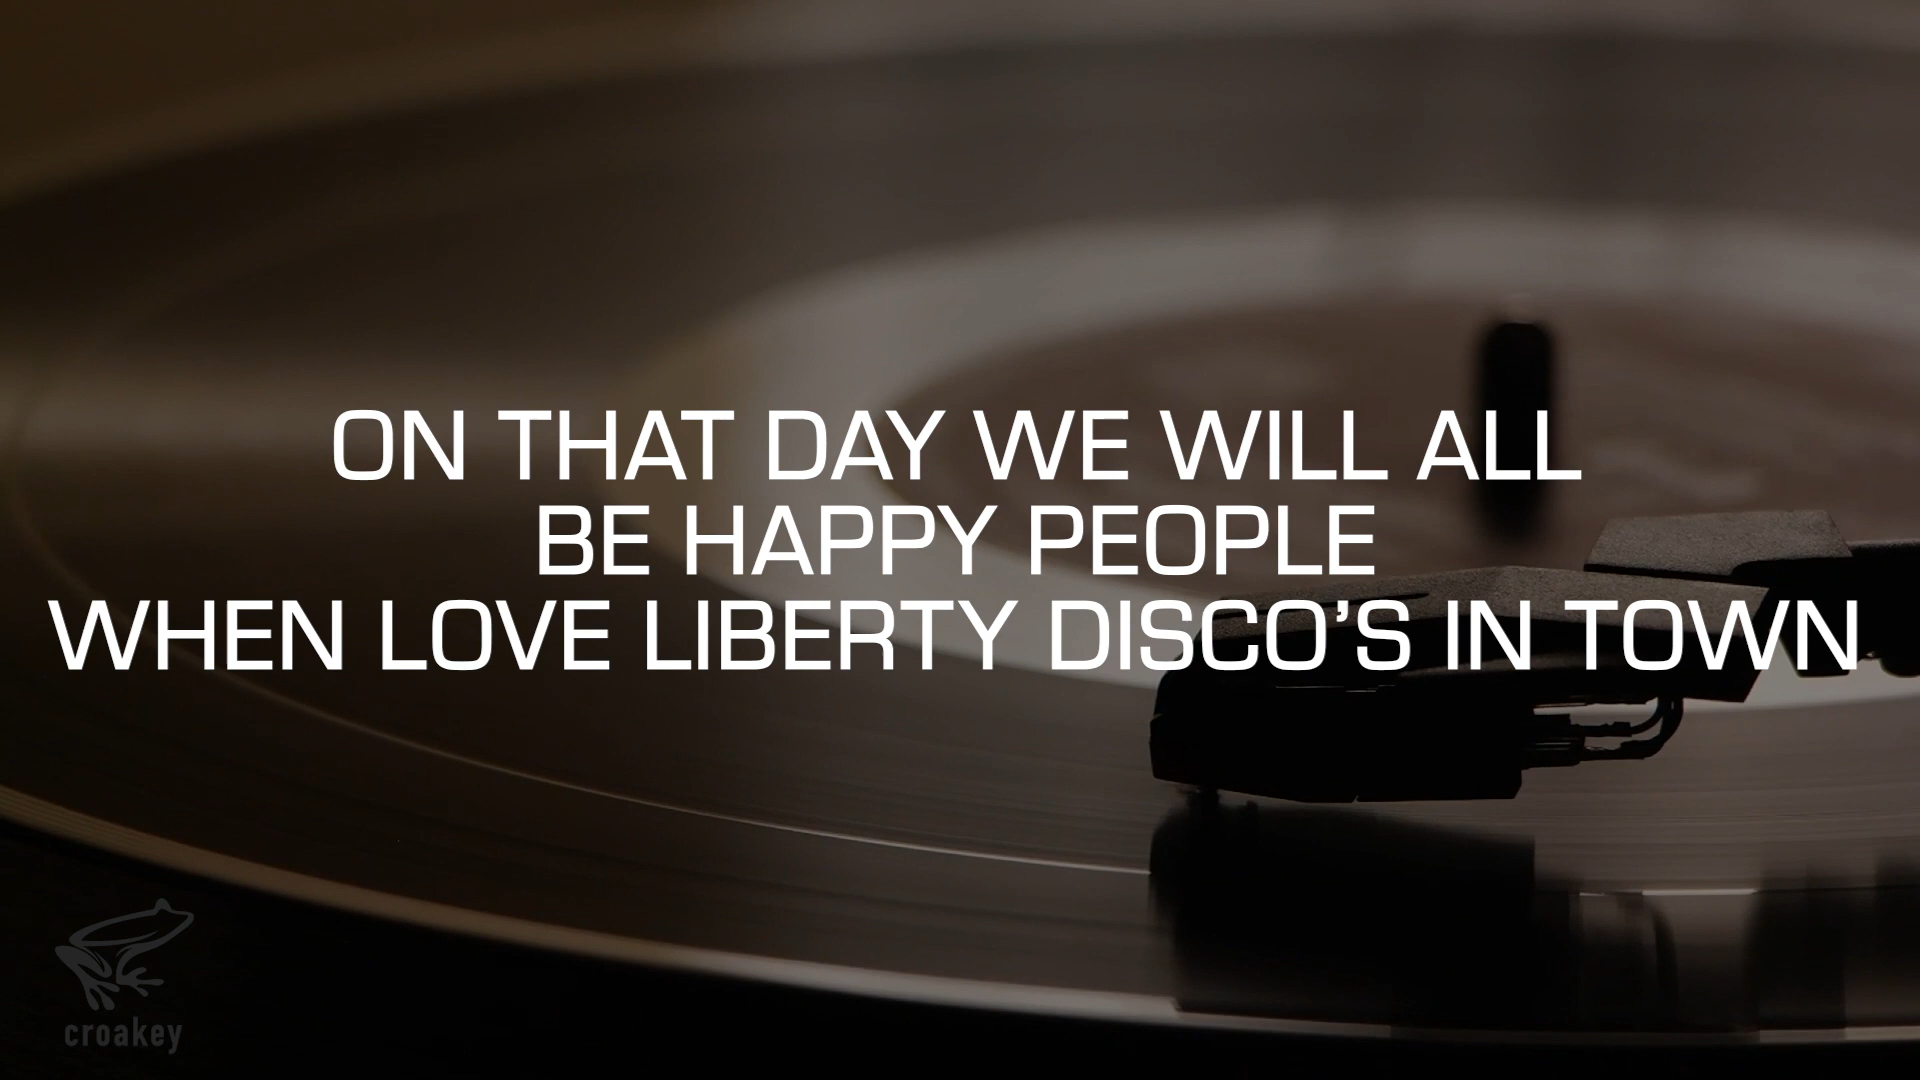 ON THAT DAY WE WILL ALL
BE HAPPY PEOPLE
WHEN LOVE LIBERTY DISCO’S IN TOWN
croakey